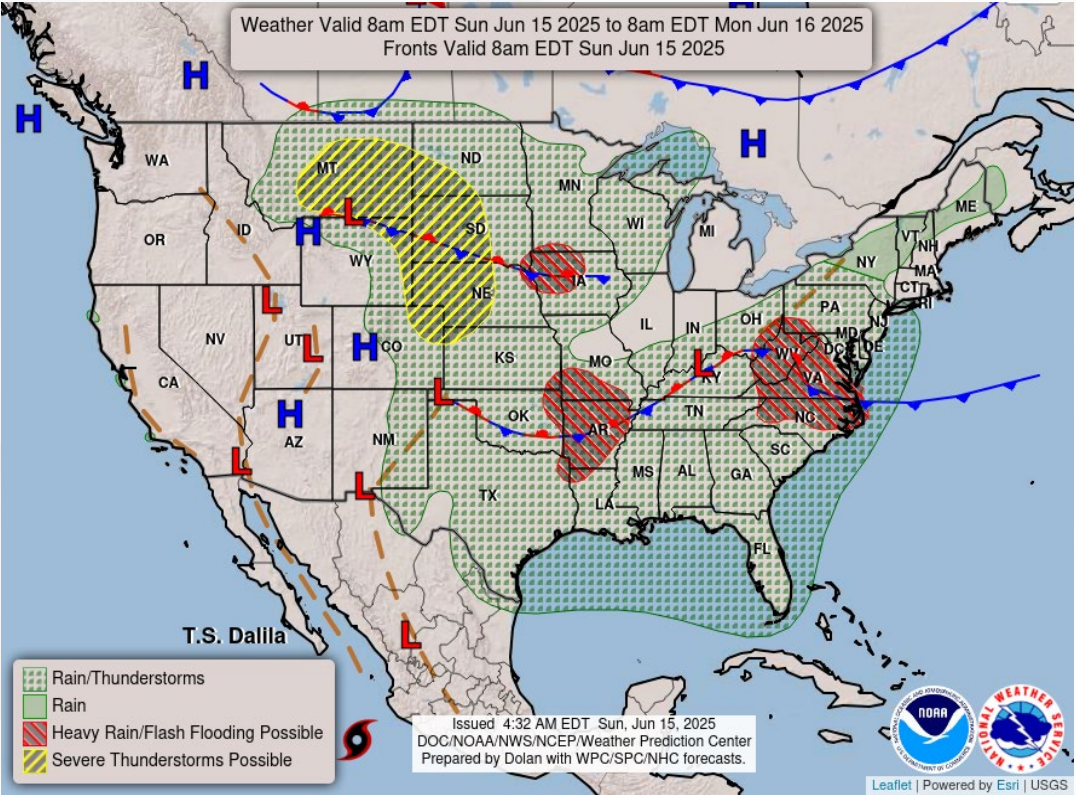 Weather Valid 8am EDT Sun Jun 15 2025 to 8am EDT Mon Jun 16 2025
Fronts Valid 8am EDT Sun Jun 15 2025
H
H
H
WA
MT
ND
MN
ME
L
OR
ID
H
SD
WI
MI
VT
NH
WY
NY
MA
CT
RI
L
NE
IA
PA
NV
UT
L
H
CO
IL
IN
OH
NJ
MD
DE
DC
WV
KS
MO
L
KY
VA
CA
L
H
AZ
NM
OK
AR
TN
NC
SC
L
L
TX
MS
AL
GA
LA
FL
T.S. Dalila
L
Rain/Thunderstorms
Rain
Heavy Rain/Flash Flooding Possible
Severe Thunderstorms Possible
Issued 4:32 AM EDT Sun, Jun 15, 2025
DOC/NOAA/NWS/NCEP/Weather Prediction Center
Prepared by Dolan with WPC/SPC/NHC forecasts.
NOAA
NATIONAL WEATHER SERVICE
Leaflet | Powered by Esri | USGS